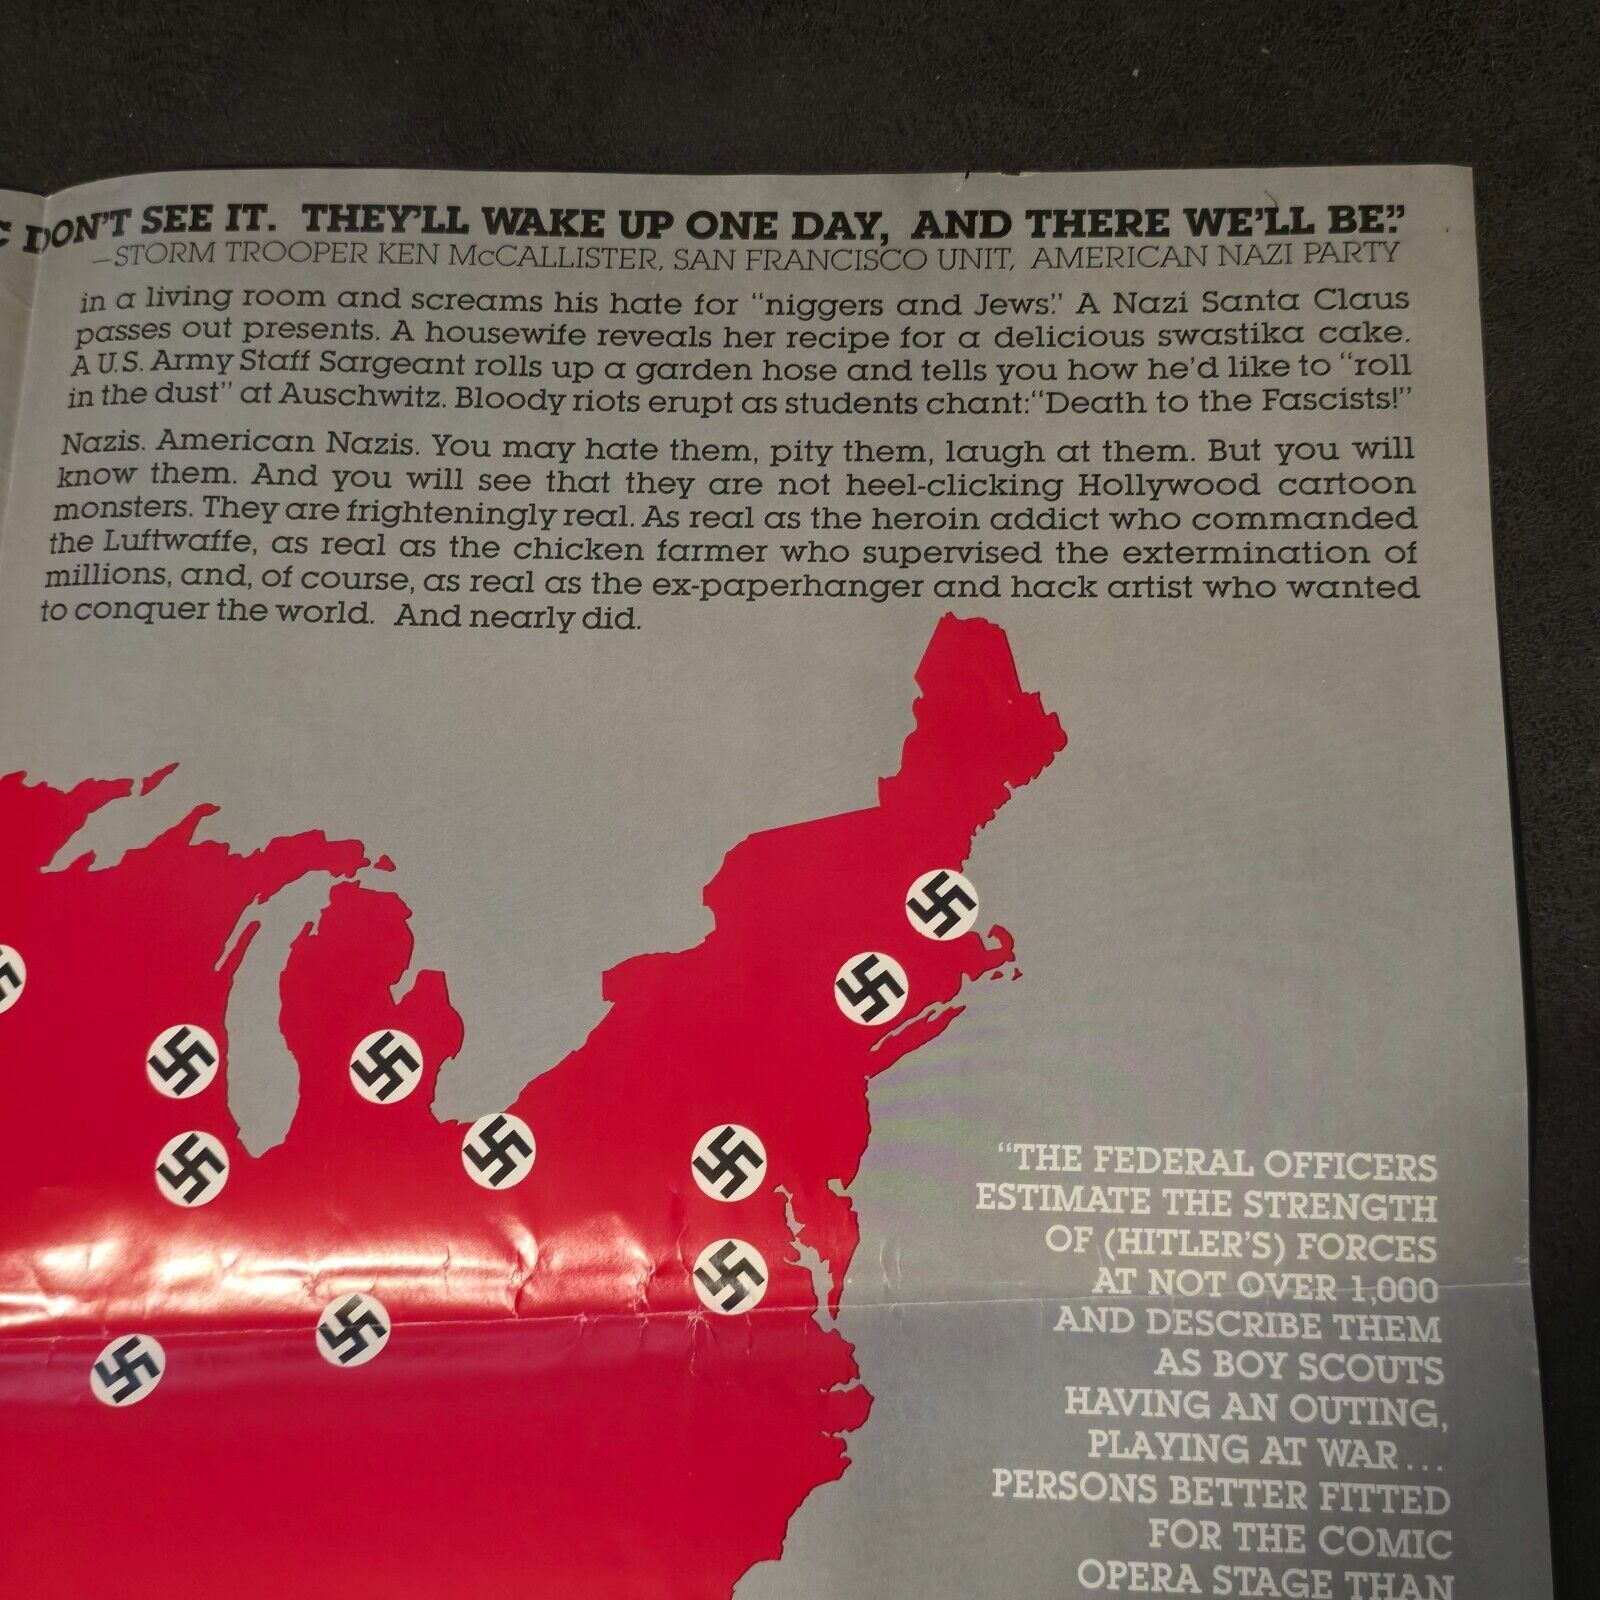 DON'T SEE IT. THEY'LL WAKE UP ONE DAY, AND THERE WE'LL BE."
—STORM TROOPER KEN McCALLISTER, SAN FRANCISCO UNIT, AMERICAN NAZI PARTY
in a living room and screams his hate for "niggers and Jews." A Nazi Santa Claus
passes out presents. A housewife reveals her recipe for a delicious swastika cake.
A U.S. Army Staff Sargeant rolls up a garden hose and tells you how he'd like to "roll
in the dust" at Auschwitz. Bloody riots erupt as students chant:"Death to the Fascists!"
Nazis. American Nazis. You may hate them, pity them, laugh at them. But you will
know them. And you will see that they are not heel-clicking Hollywood cartoon
monsters. They are frighteningly real. As real as the heroin addict who commanded
the Luftwaffe, as real as the chicken farmer who supervised the extermination of
millions, and, of course, as real as the ex-paperhanger and hack artist who wanted
to conquer the world. And nearly did.
"THE FEDERAL OFFICERS
ESTIMATE THE STRENGTH
OF (HITLER'S) FORCES
AT NOT OVER 1,000
AND DESCRIBE THEM
AS BOY SCOUTS
HAVING AN OUTING,
PLAYING AT WAR...
PERSONS BETTER FITTED
FOR THE COMIC
OPERA STAGE THAN